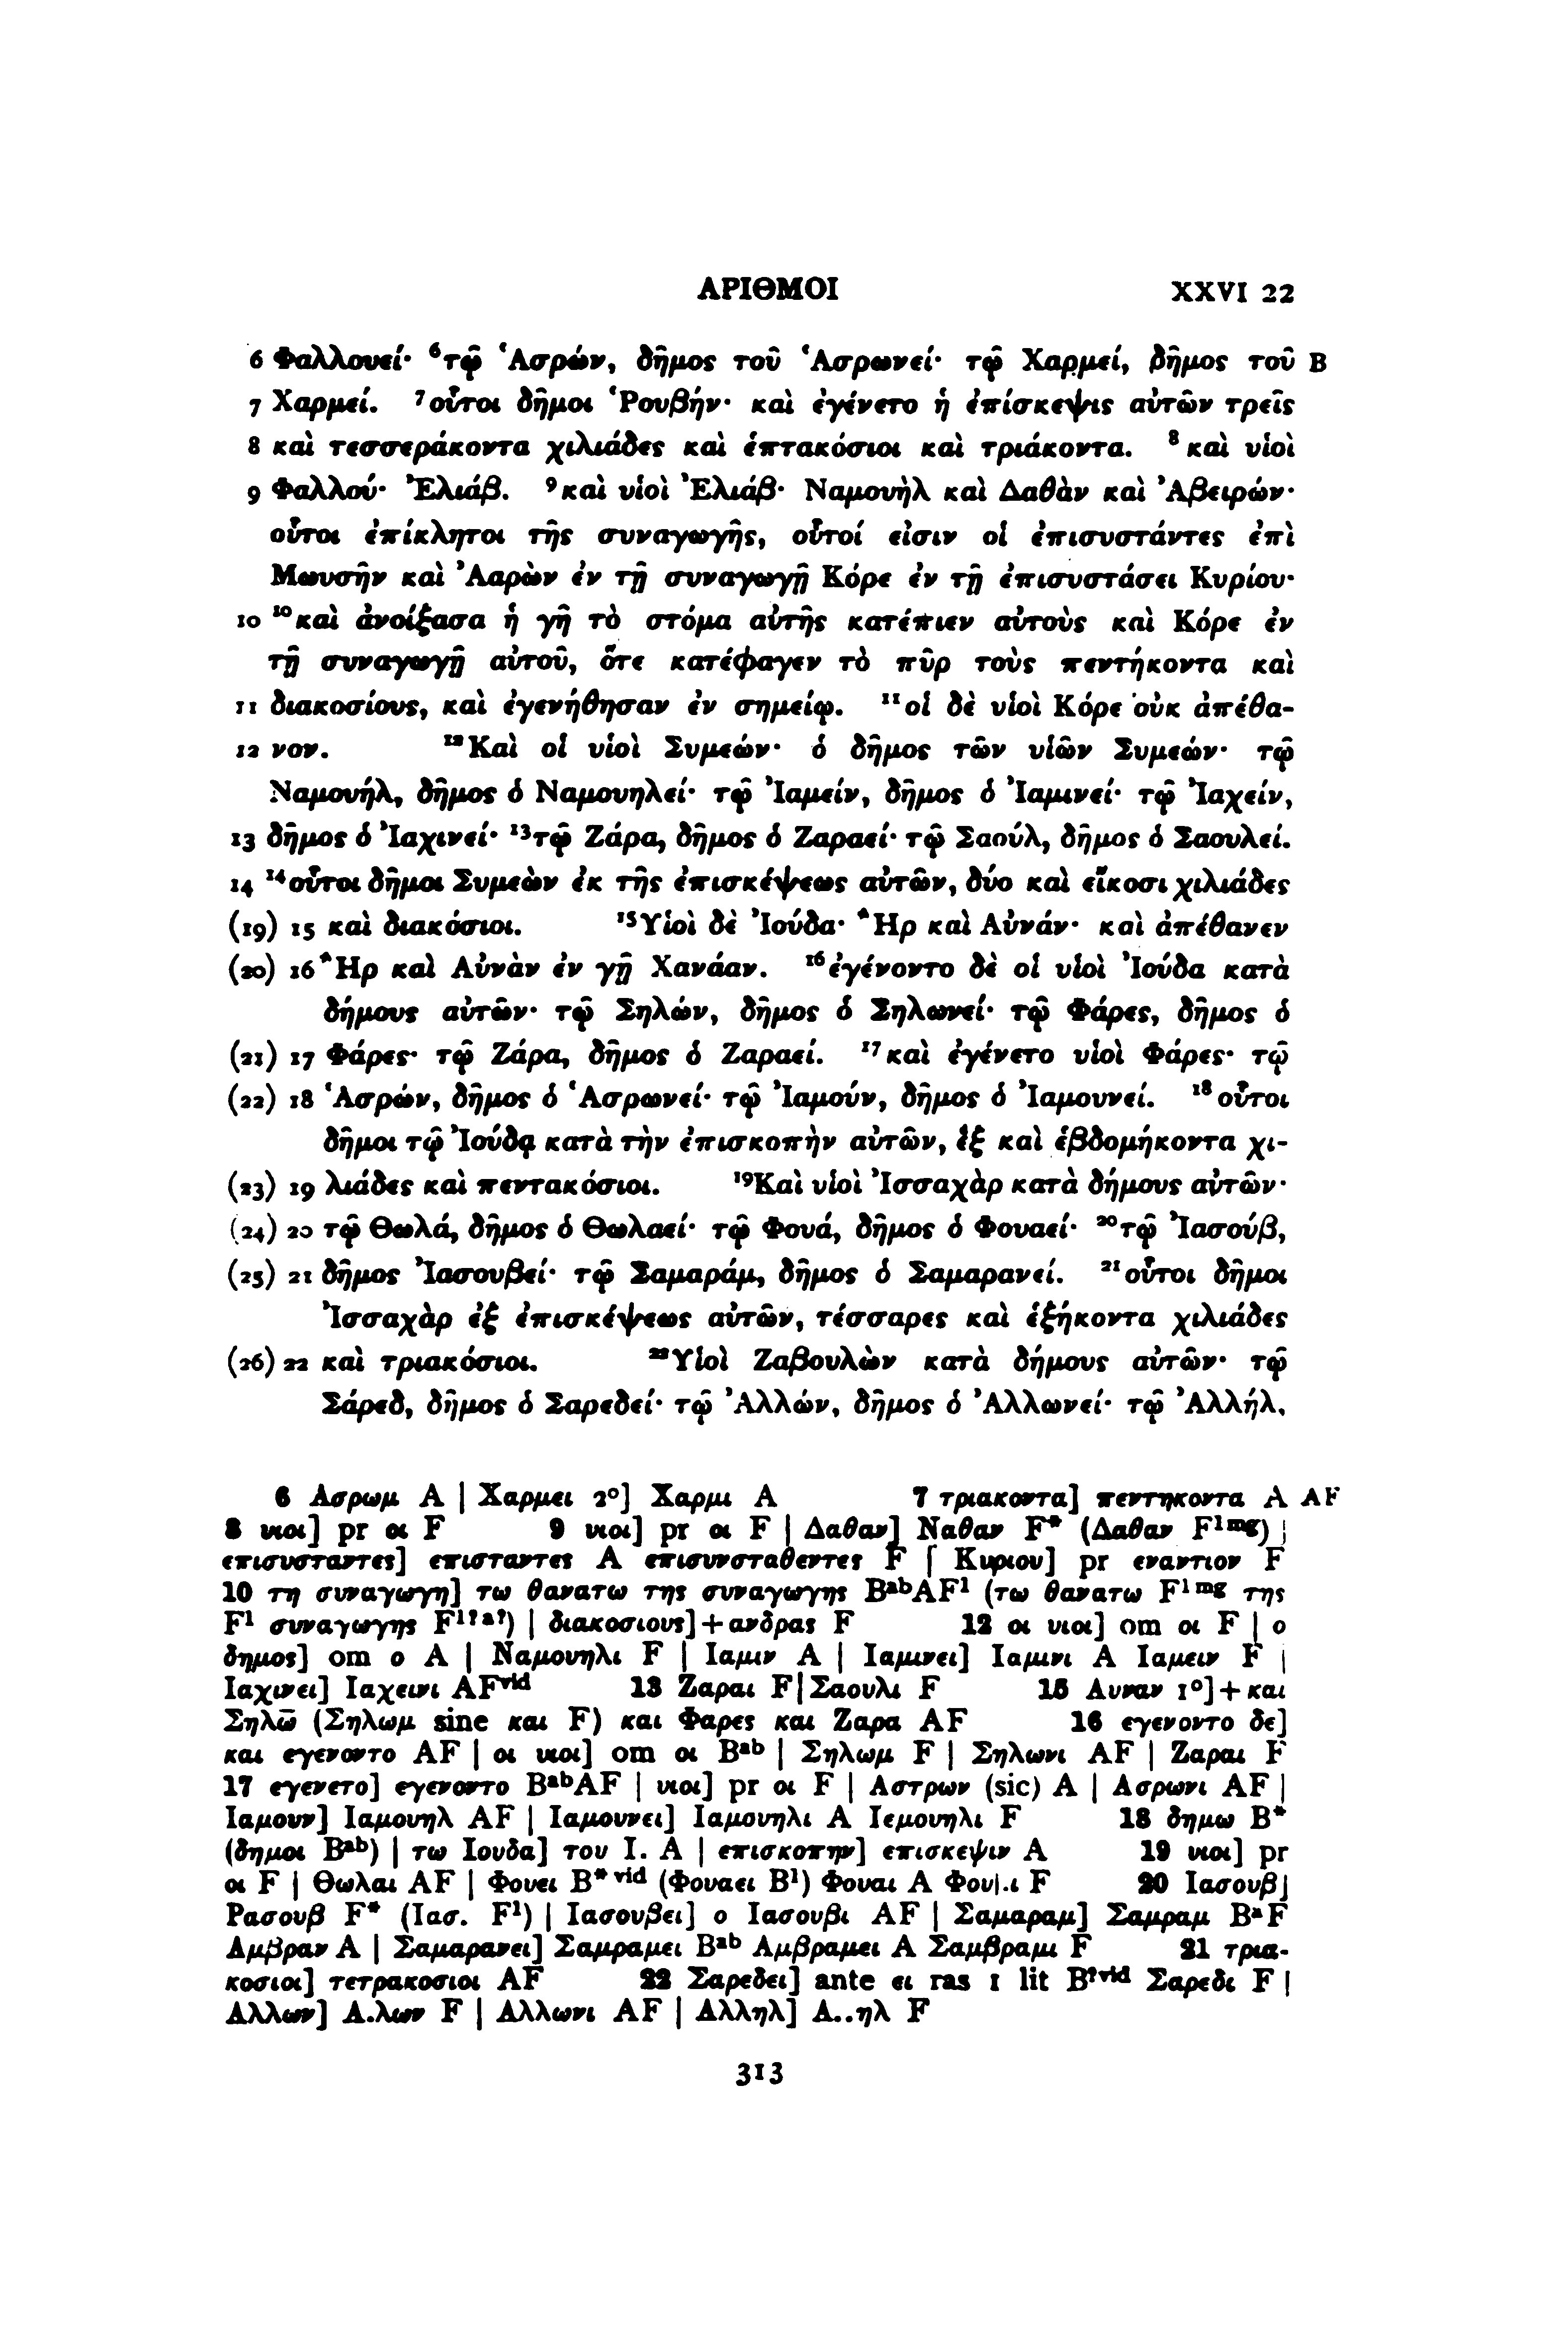 ΑΡΙΘΜΟΙ XXVI 22
6 Φαλλουεί· ⁶τῷ Ἁσρών, δῆμος τοῦ Ἁσρωνεί· τῷ Χαρμεί, δῆμος τοῦ B
7 Χαρμεί. ⁷οὗτοι δῆμοι Ῥουβήν· καὶ ἐγένετο ἡ ἐπίσκεψις αὐτῶν τρεῖς
8 καὶ τεσσεράκοντα χιλιάδες καὶ ἑπτακόσιοι καὶ τριάκοντα. ⁸καὶ υἱοὶ
9 Φαλλού· Ἐλιάβ. ⁹καὶ υἱοὶ Ἐλιάβ· Ναμουὴλ καὶ Δαθὰν καὶ Ἀβειρών·
οὗτοι ἐπίκλητοι τῆς συναγωγῆς, οὗτοί εἰσιν οἱ ἐπισυστάντες ἐπὶ
Μωυσῆν καὶ Ἀαρὼν ἐν τῇ συναγωγῇ Κόρε ἐν τῇ ἐπισυστάσει Κυρίου·
10 ¹⁰καὶ ἀνοίξασα ἡ γῆ τὸ στόμα αὐτῆς κατέπιεν αὐτοὺς καὶ Κόρε ἐν
τῇ συναγωγῇ αὐτοῦ, ὅτε κατέφαγεν τὸ πῦρ τοὺς πεντήκοντα καὶ
11 διακοσίους, καὶ ἐγενήθησαν ἐν σημείῳ. ¹¹οἱ δὲ υἱοὶ Κόρε οὐκ ἀπέθα-
12 νον. ¹²Καὶ οἱ υἱοὶ Συμεών· ὁ δῆμος τῶν υἱῶν Συμεών· τῷ
Ναμουήλ, δῆμος ὁ Ναμουηλεί· τῷ Ἰαμείν, δῆμος ὁ Ἰαμινεί· τῷ Ἰαχείν,
13 δῆμος ὁ Ἰαχινεί· ¹³τῷ Ζάρα, δῆμος ὁ Ζαραεί· τῷ Σαούλ, δῆμος ὁ Σαουλεί.
14 ¹⁴οὗτοι δῆμοι Συμεὼν ἐκ τῆς ἐπισκέψεως αὐτῶν, δύο καὶ εἴκοσι χιλιάδες
(19) 15 καὶ διακόσιοι. ¹⁵Υἱοὶ δὲ Ἰούδα· Ἢρ καὶ Αὐνάν· καὶ ἀπέθανεν
(20) 16 Ἢρ καὶ Αὐνὰν ἐν γῇ Χανάαν. ¹⁶ἐγένοντο δὲ οἱ υἱοὶ Ἰούδα κατὰ
δήμους αὐτῶν· τῷ Σηλών, δῆμος ὁ Σηλωνεί· τῷ Φάρες, δῆμος ὁ
(21) 17 Φάρες· τῷ Ζάρα, δῆμος ὁ Ζαραεί. ¹⁷καὶ ἐγένετο υἱοὶ Φάρες· τῷ
(22) 18 Ἁσρών, δῆμος ὁ Ἁσρωνεί· τῷ Ἰαμούν, δῆμος ὁ Ἰαμουνεί. ¹⁸οὗτοι
δῆμοι τῷ Ἰούδᾳ κατὰ τὴν ἐπισκοπὴν αὐτῶν, ἓξ καὶ ἑβδομήκοντα χι-
(23) 19 λιάδες καὶ πεντακόσιοι. ¹⁹Καὶ υἱοὶ Ἰσσαχὰρ κατὰ δήμους αὐτῶν·
(24) 20 τῷ Θωλά, δῆμος ὁ Θωλαεί· τῷ Φουά, δῆμος ὁ Φουαεί· ²⁰τῷ Ἰασούβ,
(25) 21 δῆμος Ἰασουβεί· τῷ Σαμαράμ, δῆμος ὁ Σαμαρανεί. ²¹οὗτοι δῆμοι
Ἰσσαχὰρ ἐξ ἐπισκέψεως αὐτῶν, τέσσαρες καὶ ἑξήκοντα χιλιάδες
(26) 22 καὶ τριακόσιοι. ²²Υἱοὶ Ζαβουλὼν κατὰ δήμους αὐτῶν· τῷ
Σάρεδ, δῆμος ὁ Σαρεδεί· τῷ Ἀλλών, δῆμος ὁ Ἀλλωνεί· τῷ Ἀλλήλ,
6 Ασρωμ A | Χαρμει 2°] Χαρμι A 7 τριακοντα] πεντηκοντα A AF
8 υιοι] pr οι F 9 υιοι] pr οι F | Δαθαν] Ναθαν F* (Δαθαν F¹ᵐᵍ) |
επισυσταντες] επισταντες A επισυνσταθεντες F | Κυριου] pr εναντιον F
10 τη συναγωγη] τω θανατω της συναγωγης BᵃᵇAF¹ (τω θανατω F¹ᵐᵍ της
F¹ συναγωγης F¹ˀᵃˀ) | διακοσιους]+ανδρας F 12 οι υιοι] om οι F | ο
δημος] om ο A | Ναμουηλι F | Ιαμιν A | Ιαμινει] Ιαμινι A Ιαμειν F |
Ιαχινει] Ιαχεινι AFᵛⁱᵈ 13 Ζαραι F | Σαουλι F 15 Αυναν 1°]+και
Σηλω̄ (Σηλωμ sine και F) και Φαρες και Ζαρα AF 16 εγενοντο δε]
και εγενοντο AF | οι υιοι] om οι Bᵃᵇ | Σηλωμ F | Σηλωνι AF | Ζαραι F
17 εγενετο] εγενοντο BᵃᵇAF | υιοι] pr οι F | Αστρων (sic) A | Ασρωνι AF |
Ιαμουν] Ιαμουηλ AF | Ιαμουνει] Ιαμουηλι A Ιεμουηλι F 18 δημω B*
(δημοι Bᵃᵇ) | τω Ιουδα] του Ι. A | επισκοπην] επισκεψιν A 19 υιοι] pr
οι F | Θωλαι AF | Φουει B*ᵛⁱᵈ (Φουαει B¹) Φουαι A F 20 Ιασουβ]
Ρασουβ F* (Ιασ. F¹) | Ιασουβει] ο Ιασουβι AF | Σαμαραμ] Σαμραμ BᵃF
Αμβραν A | Σαμαρανει] Σαμραμει Bᵃᵇ Αμβραμει A Σαμβραμι F 21 τρια-
κοσιοι] τετρακοσιοι AF 22 Σαρεδει] ante ει ras 1 lit Bˀᵛⁱᵈ Σαρεδι F |
Αλλων] Α.λων F | Αλλωνι AF | Αλληλ] Α..ηλ F
313